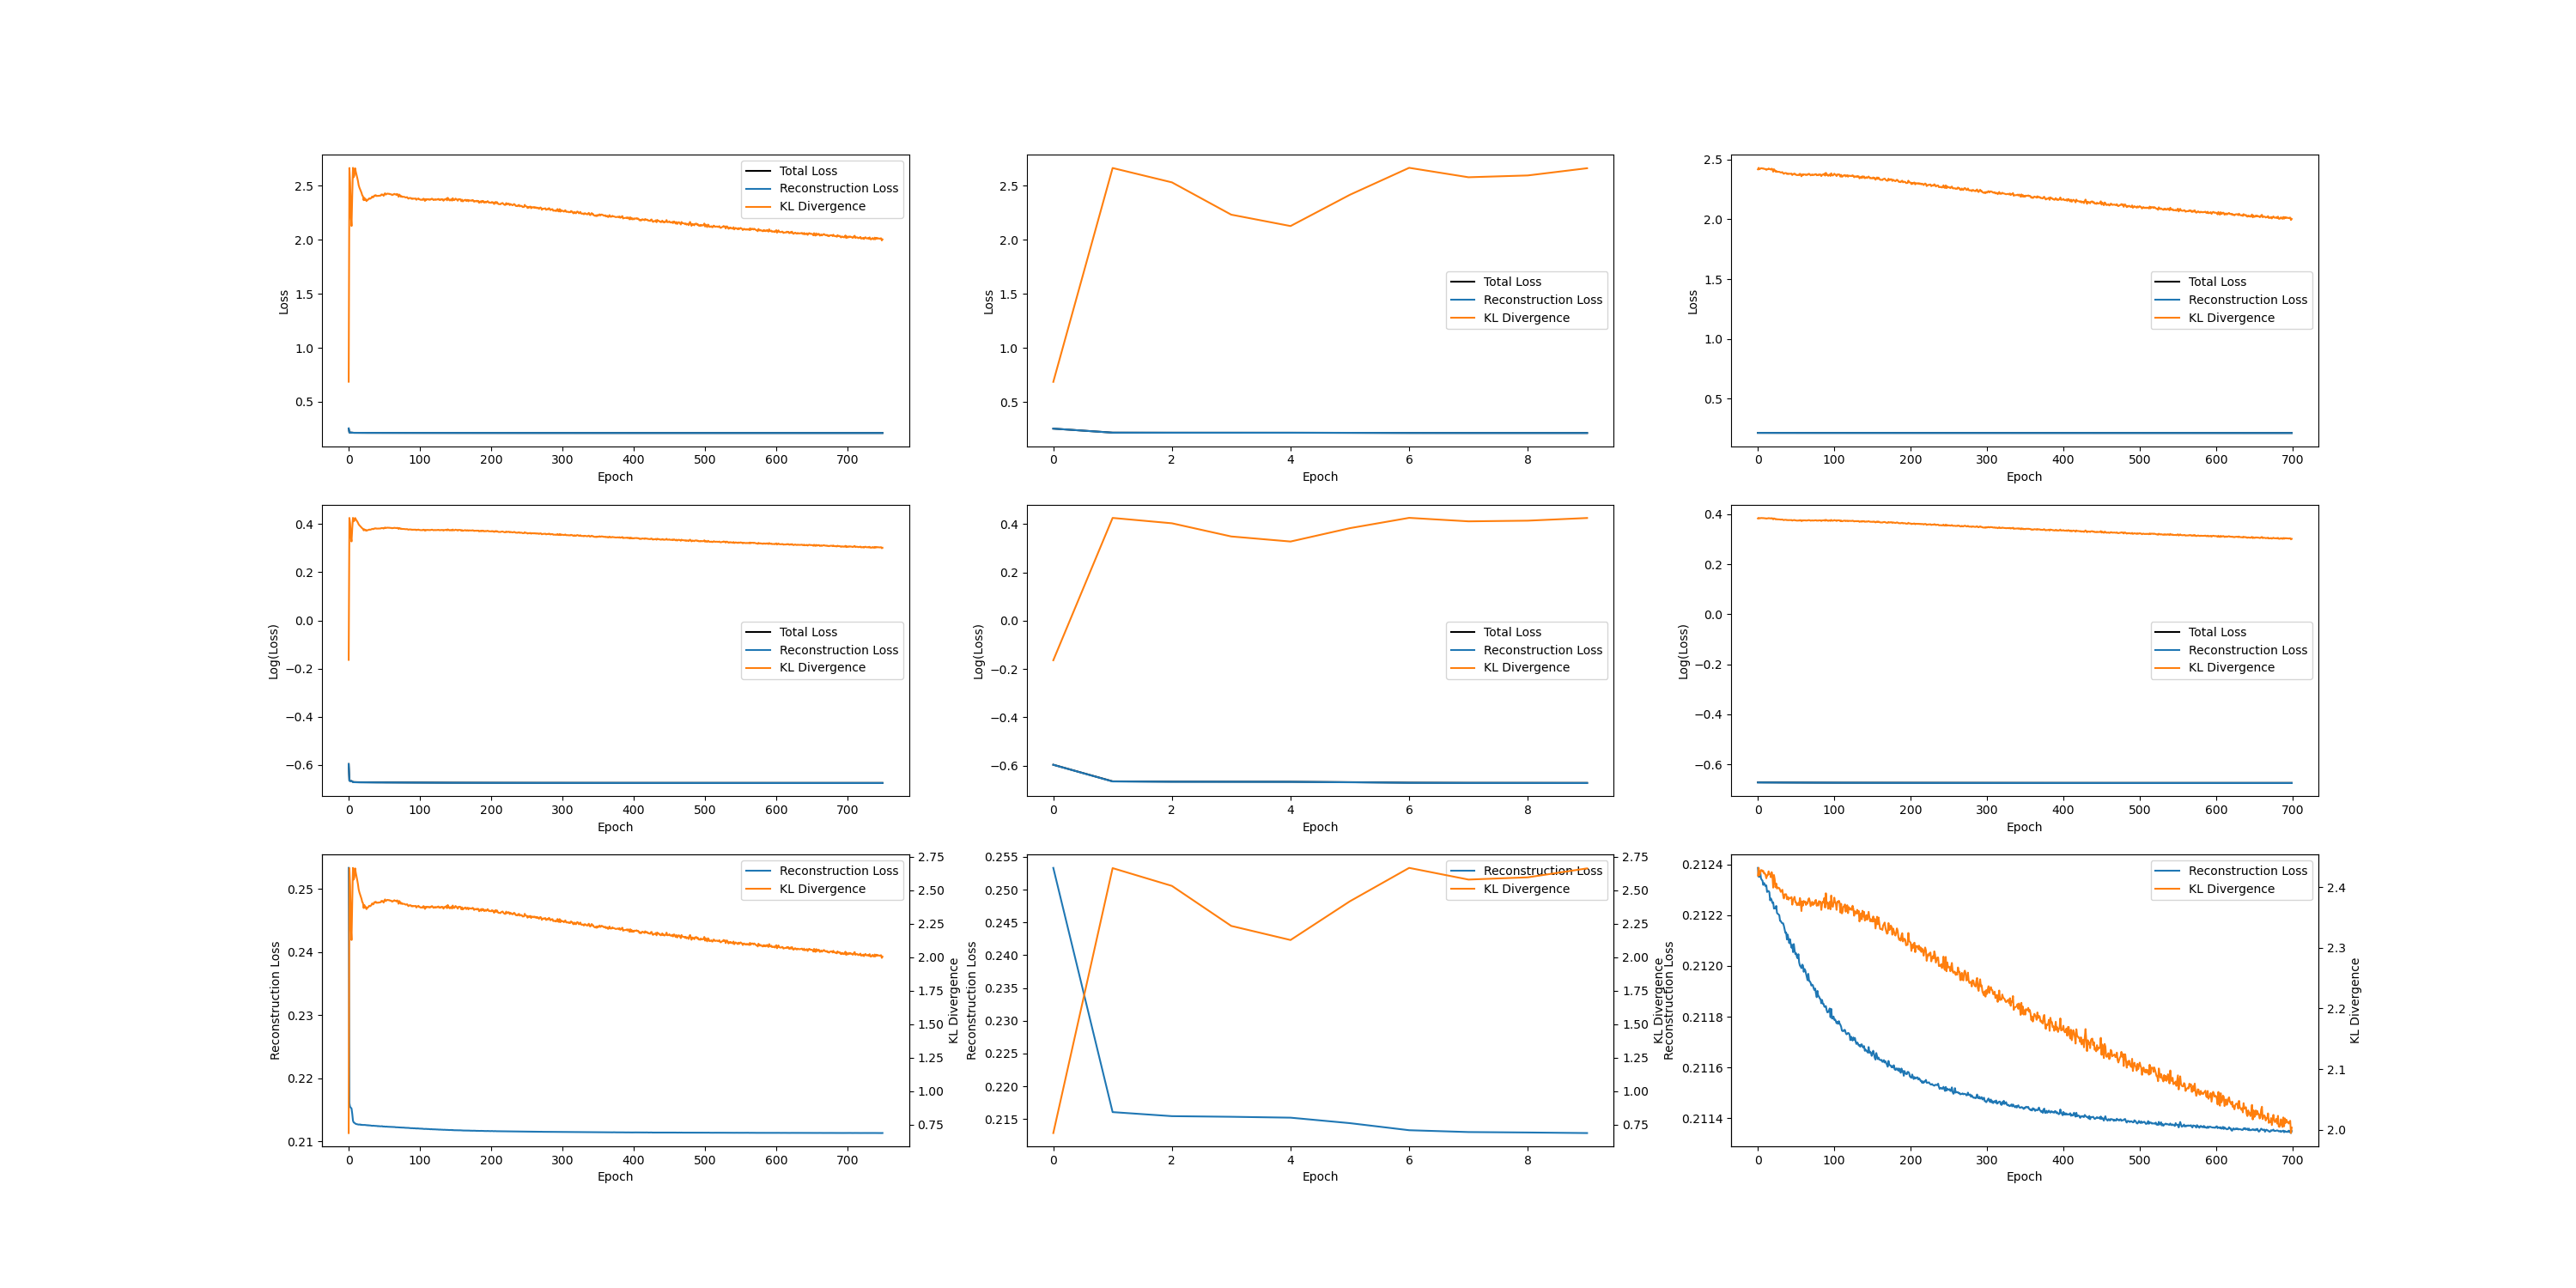 2.5
2.0
1.5
1.0
0.5
Loss
Total Loss
Reconstruction Loss
KL Divergence
0 100 200 300 400 500 600 700
Epoch
2.5
2.0
1.5
1.0
0.5
Loss
Total Loss
Reconstruction Loss
KL Divergence
0 2 4 6 8
Epoch
2.5
2.0
1.5
1.0
0.5
Loss
Total Loss
Reconstruction Loss
KL Divergence
0 100 200 300 400 500 600 700
Epoch
0.4
0.2
0.0
−0.2
−0.4
−0.6
Log(Loss)
Total Loss
Reconstruction Loss
KL Divergence
0 100 200 300 400 500 600 700
Epoch
0.4
0.2
0.0
−0.2
−0.4
−0.6
Log(Loss)
Total Loss
Reconstruction Loss
KL Divergence
0 2 4 6 8
Epoch
0.4
0.2
0.0
−0.2
−0.4
−0.6
Log(Loss)
Total Loss
Reconstruction Loss
KL Divergence
0 100 200 300 400 500 600 700
Epoch
0.25
0.24
0.23
0.22
0.21
Reconstruction Loss
Reconstruction Loss
KL Divergence
2.75
2.50
2.25
2.00
1.75
1.50
1.25
1.00
0.75
KL Divergence
0 100 200 300 400 500 600 700
Epoch
0.255
0.250
0.245
0.240
0.235
0.230
0.225
0.220
0.215
Reconstruction Loss
Reconstruction Loss
KL Divergence
2.75
2.50
2.25
2.00
1.75
1.50
1.25
1.00
0.75
KL Divergence
0 2 4 6 8
Epoch
0.2124
0.2122
0.2120
0.2118
0.2116
0.2114
Reconstruction Loss
Reconstruction Loss
KL Divergence
2.4
2.3
2.2
2.1
2.0
KL Divergence
0 100 200 300 400 500 600 700
Epoch